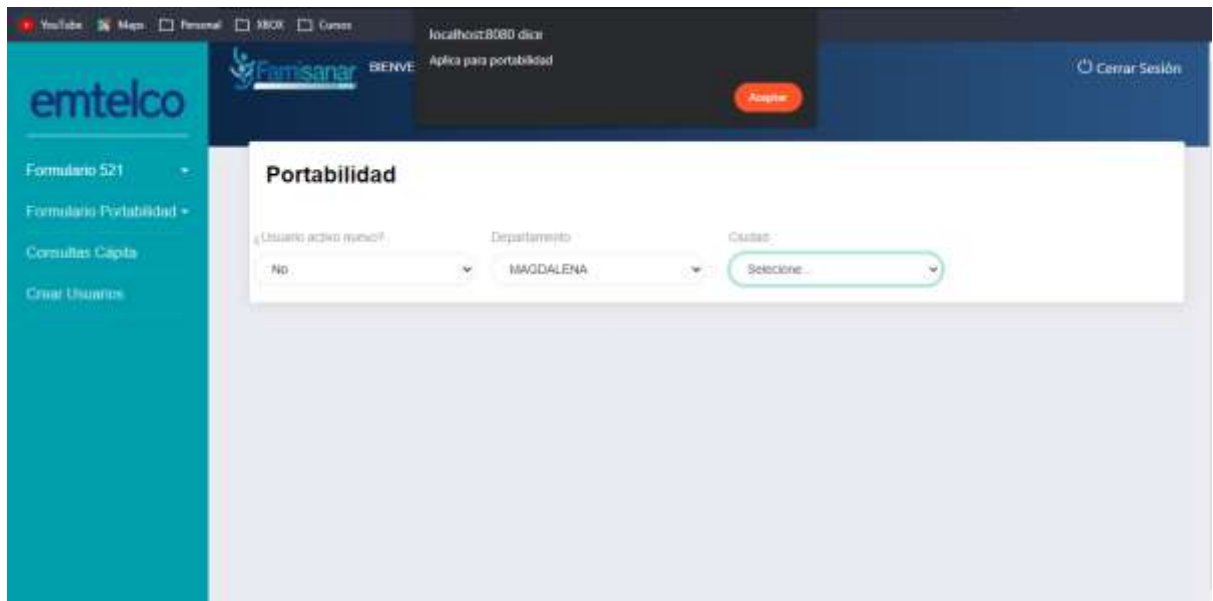 YouTube Maps Personal XBOX Cursos
localhost:8080 dice
Aplica para portabilidad
Aceptar
emtelco
Famisanar BIENVE
Cerrar Sesión
Formulario 521
Formulario Portabilidad
Consultas Cápita
Crear Usuarios
Portabilidad
¿Usuario activo nuevo? Departamento Ciudad
No MAGDALENA Selecione...